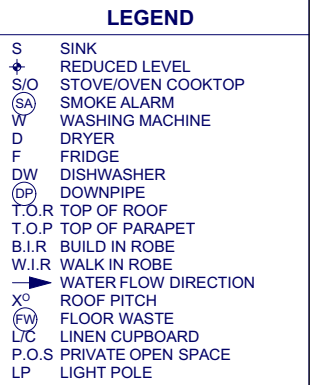 LEGEND
S SINK
REDUCED LEVEL
S/O STOVE/OVEN COOKTOP
SA SMOKE ALARM
W WASHING MACHINE
D DRYER
F FRIDGE
DW DISHWASHER
DP DOWNPIPE
T.O.R TOP OF ROOF
T.O.P TOP OF PARAPET
B.I.R BUILD IN ROBE
W.I.R WALK IN ROBE
WATER FLOW DIRECTION
X° ROOF PITCH
FW FLOOR WASTE
L/C LINEN CUPBOARD
P.O.S PRIVATE OPEN SPACE
LP LIGHT POLE